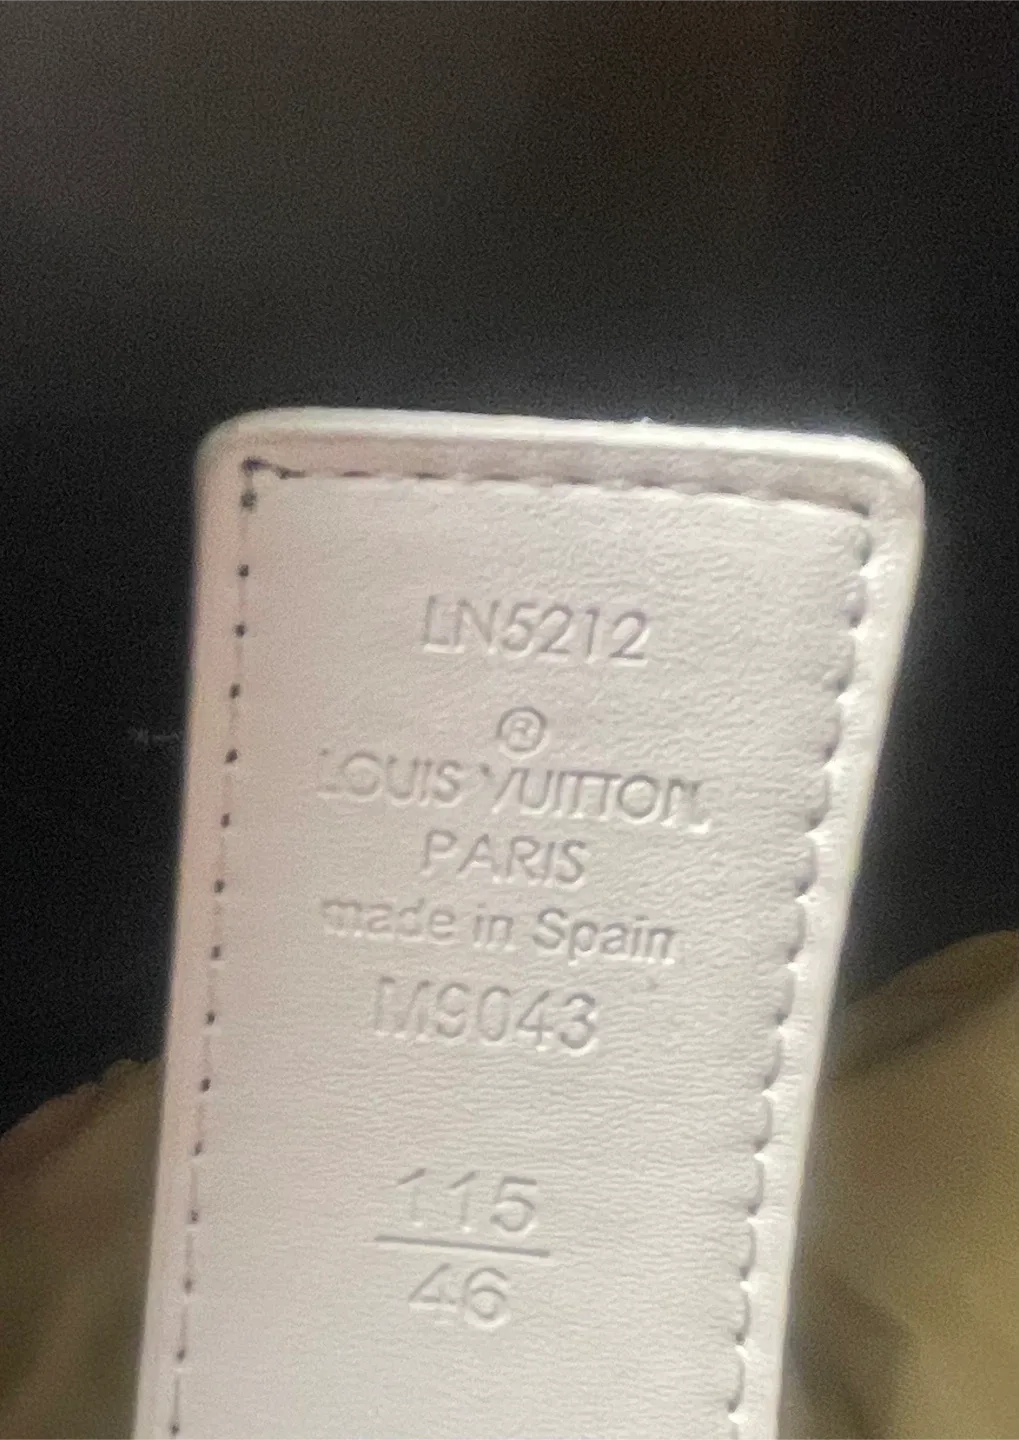 LN5212
®
LOUIS VUITTON
PARIS
made in Spain
M9043
115
46